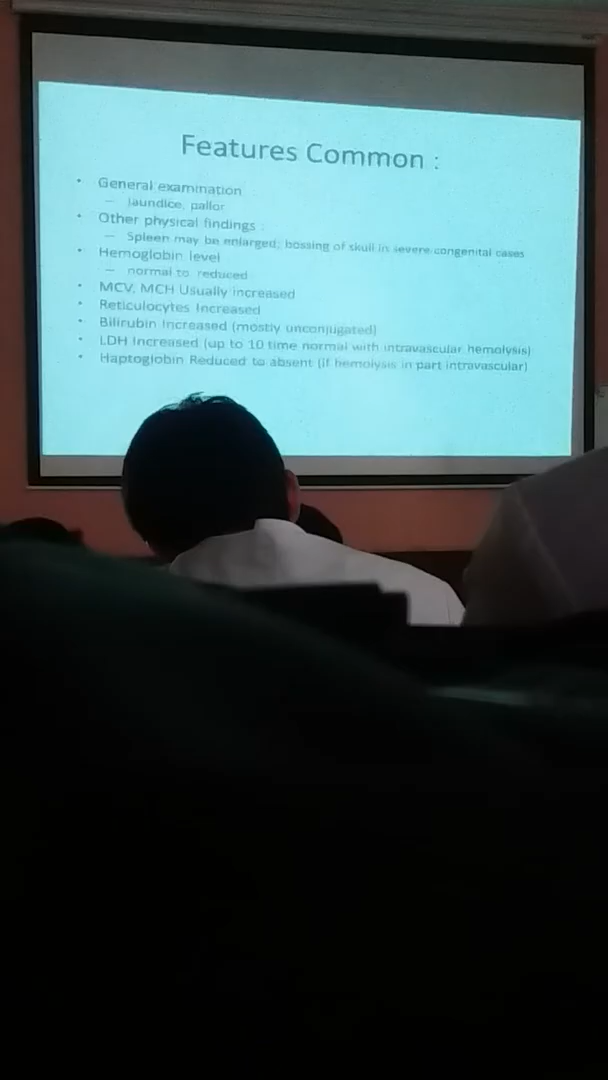 Features Common :
• General examination
– Jaundice, pallor
• Other physical findings :
– Spleen may be enlarged; bossing of skull in severe congenital cases
• Hemoglobin level
– normal to reduced
• MCV, MCH Usually increased
• Reticulocytes Increased
• Bilirubin Increased (mostly unconjugated)
• LDH Increased (up to 10 time normal with intravascular hemolysis)
• Haptoglobin Reduced to absent (if hemolysis in part intravascular)